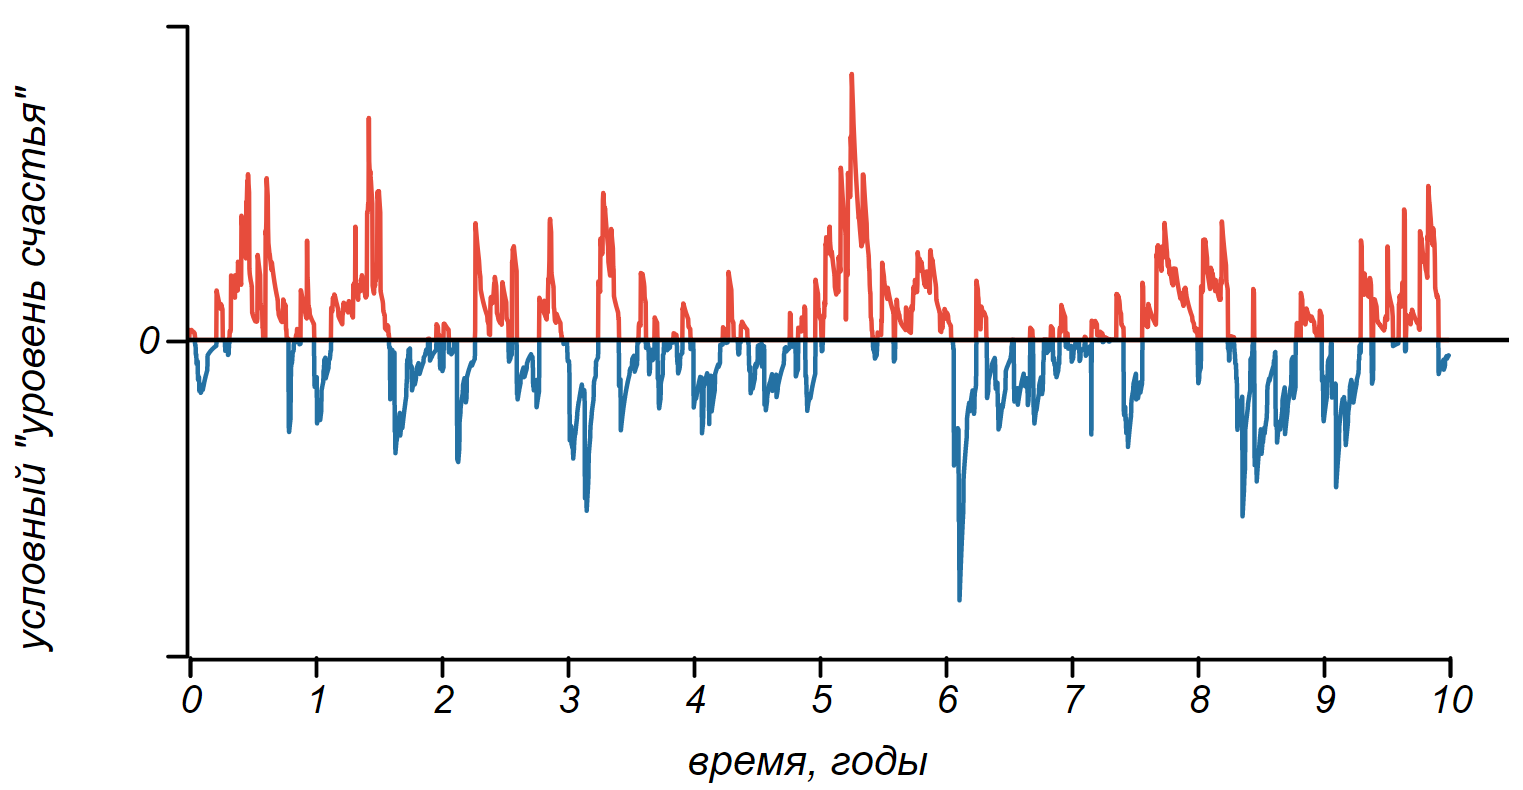 условный "уровень счастья"
0
0 1 2 3 4 5 6 7 8 9 10
время, годы